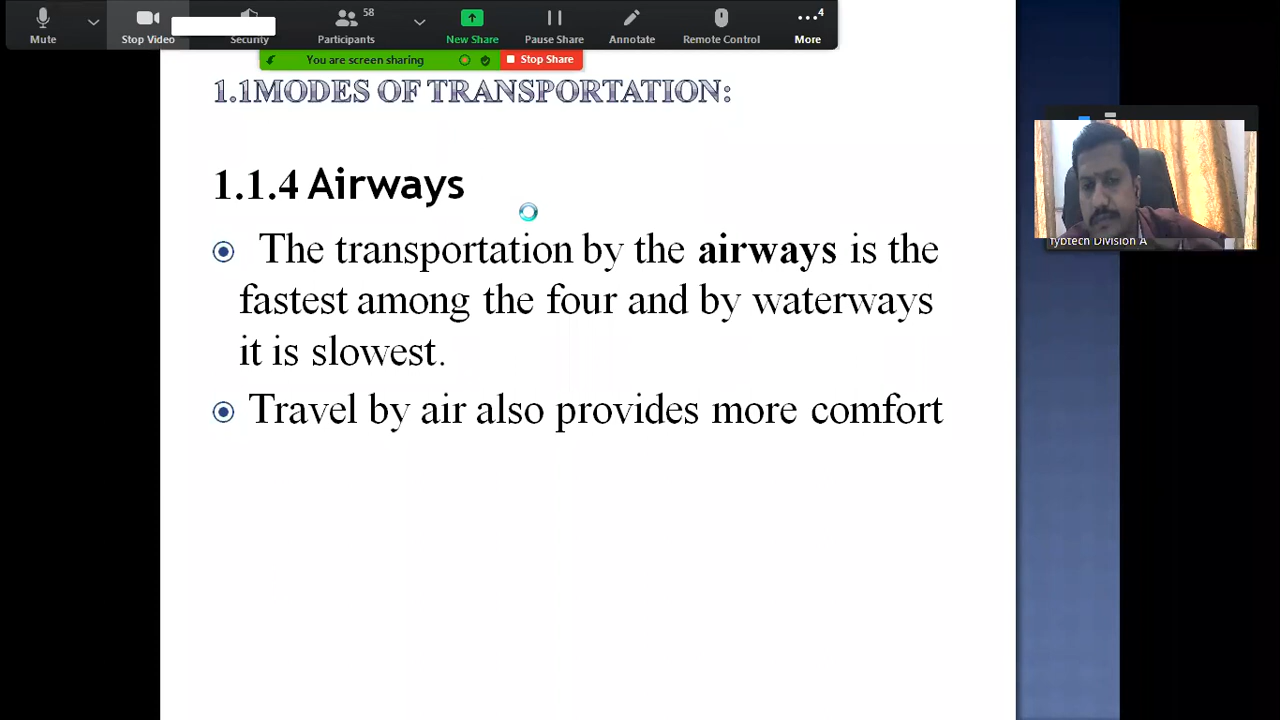 58
4
Mute
Stop Video
Security
Participants
New Share
Pause Share
Annotate
Remote Control
More
You are screen sharing
Stop Share
1.1MODES OF TRANSPORTATION:
1.1.4 Airways
The transportation by the airways is the
fastest among the four and by waterways
it is slowest.
Travel by air also provides more comfort
fybtech Division A